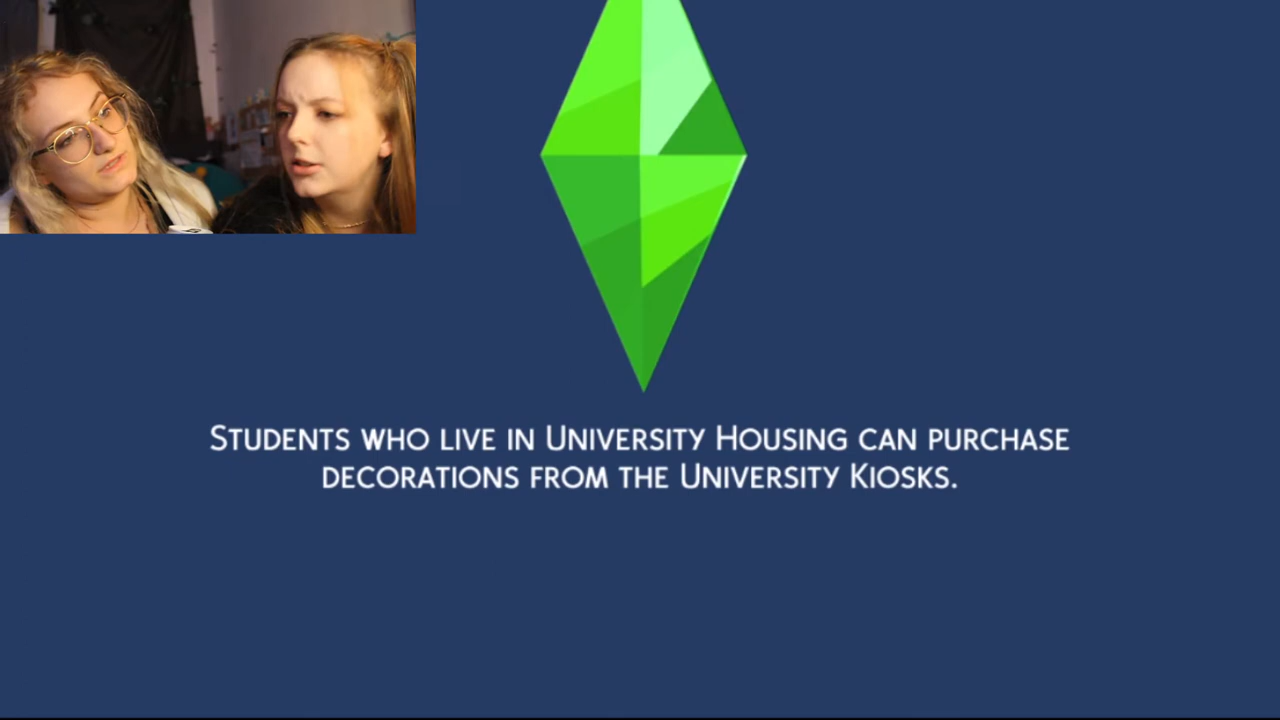 Students who live in University Housing can purchase
decorations from the University Kiosks.